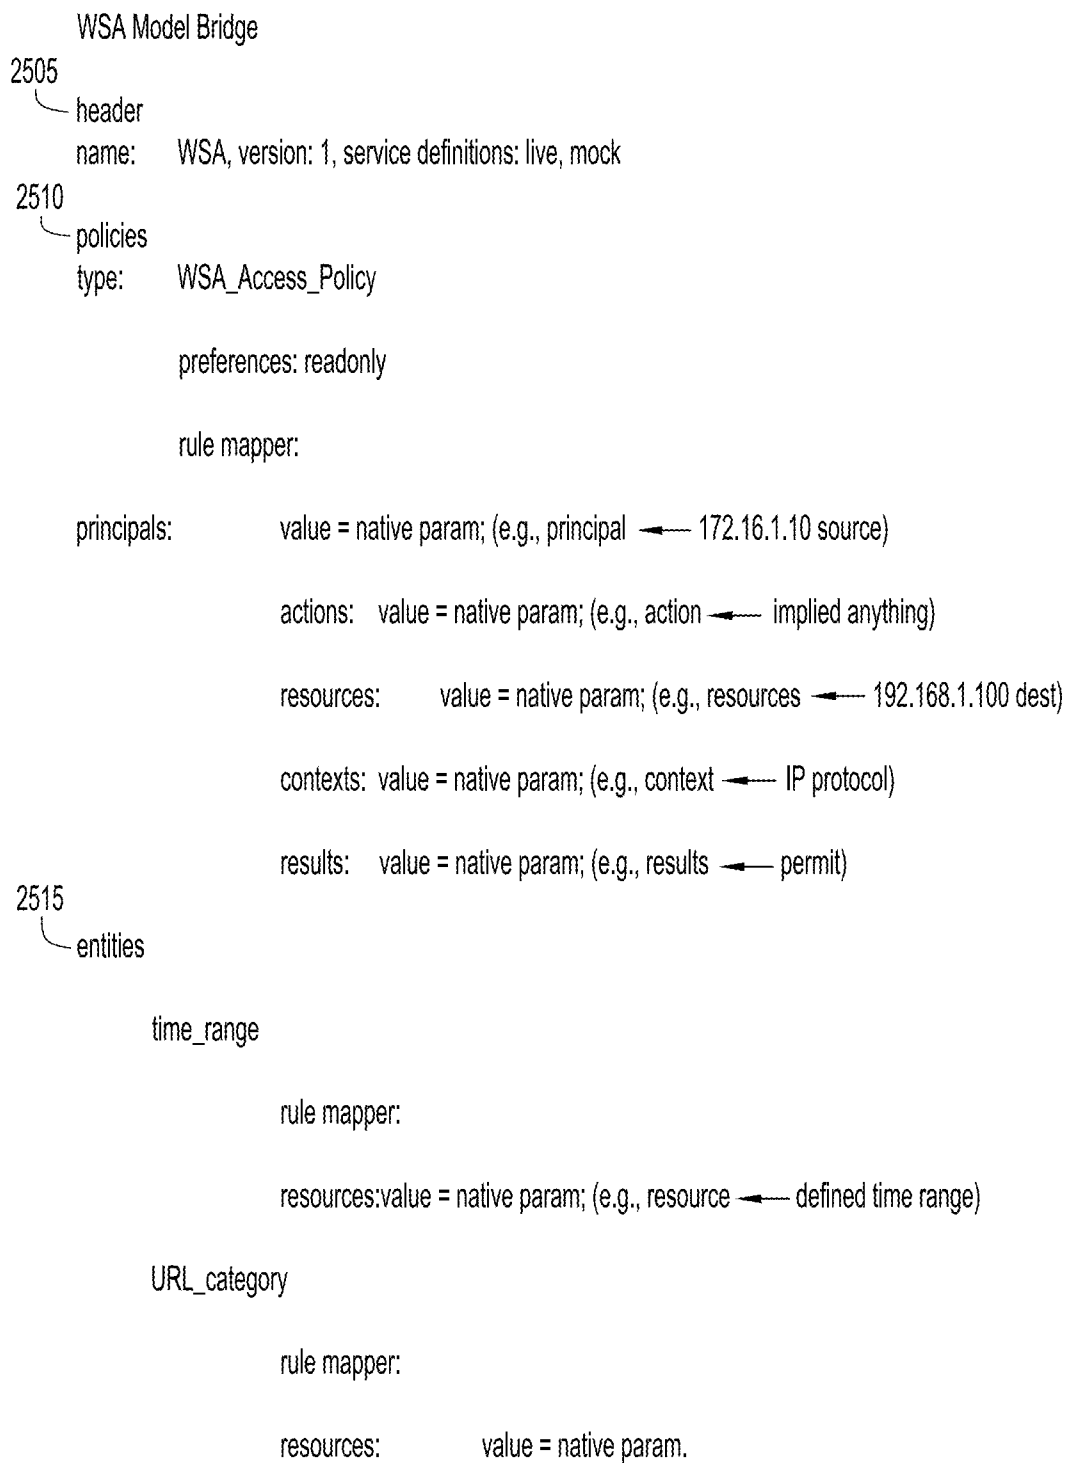 WSA Model Bridge
2505
header
name: WSA, version: 1, service definitions: live, mock
2510
policies
type: WSA_Access_Policy
preferences: readonly
rule mapper:
principals: value = native param; (e.g., principal ← 172.16.1.10 source)
actions: value = native param; (e.g., action ← implied anything)
resources: value = native param; (e.g., resources ← 192.168.1.100 dest)
contexts: value = native param; (e.g., context ← IP protocol)
results: value = native param; (e.g., results ← permit)
2515
entities
time_range
rule mapper:
resources:value = native param; (e.g., resource ← defined time range)
URL_category
rule mapper:
resources: value = native param.